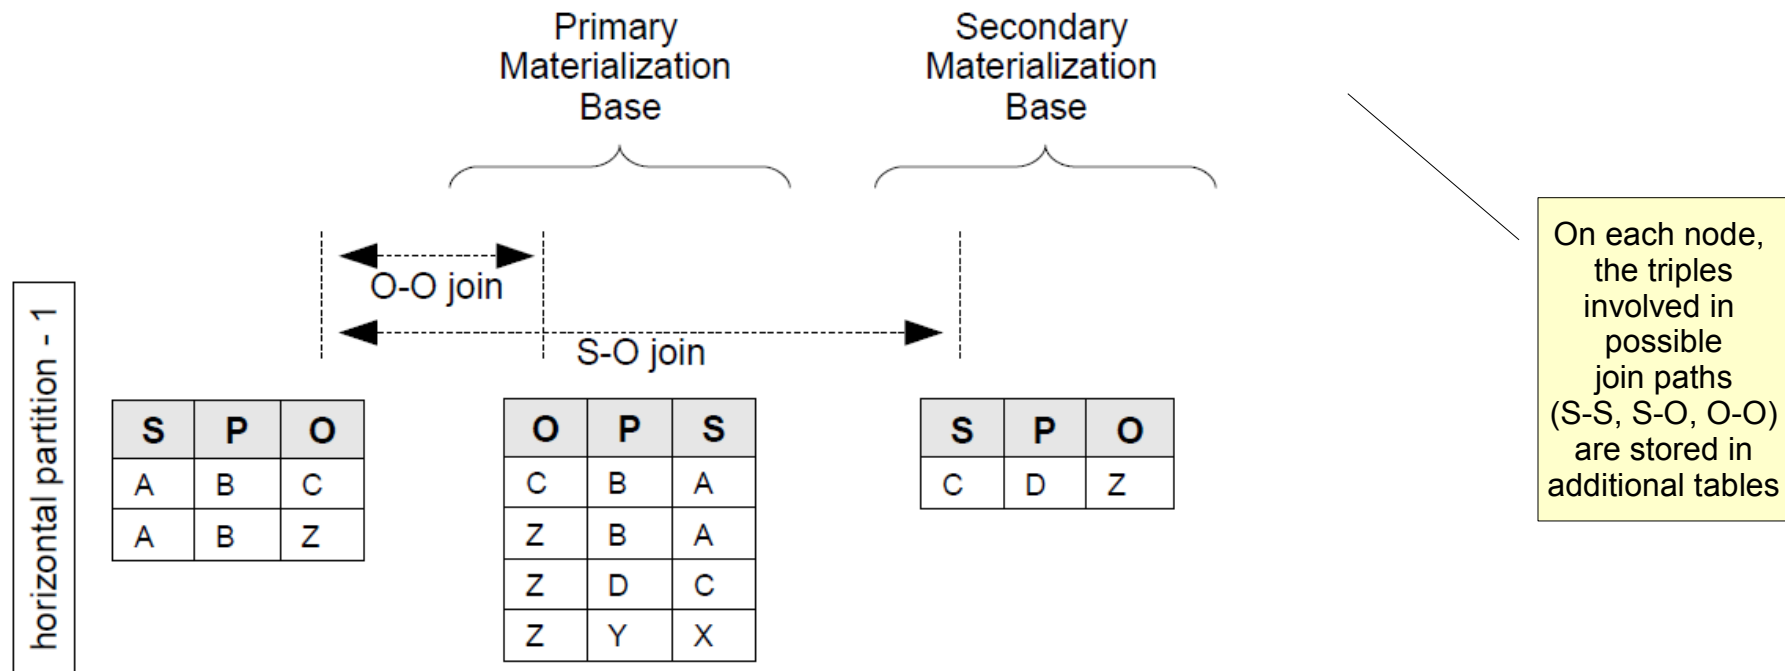 Primary
Materialization
Base
Secondary
Materialization
Base
On each node,
the triples
involved in
possible
join paths
(S-S, S-O, O-O)
are stored in
additional tables
O-O join
S-O join
horizontal partition - 1
S P O
A B C
A B Z
O P S
C B A
Z B A
Z D C
Z Y X
S P O
C D Z